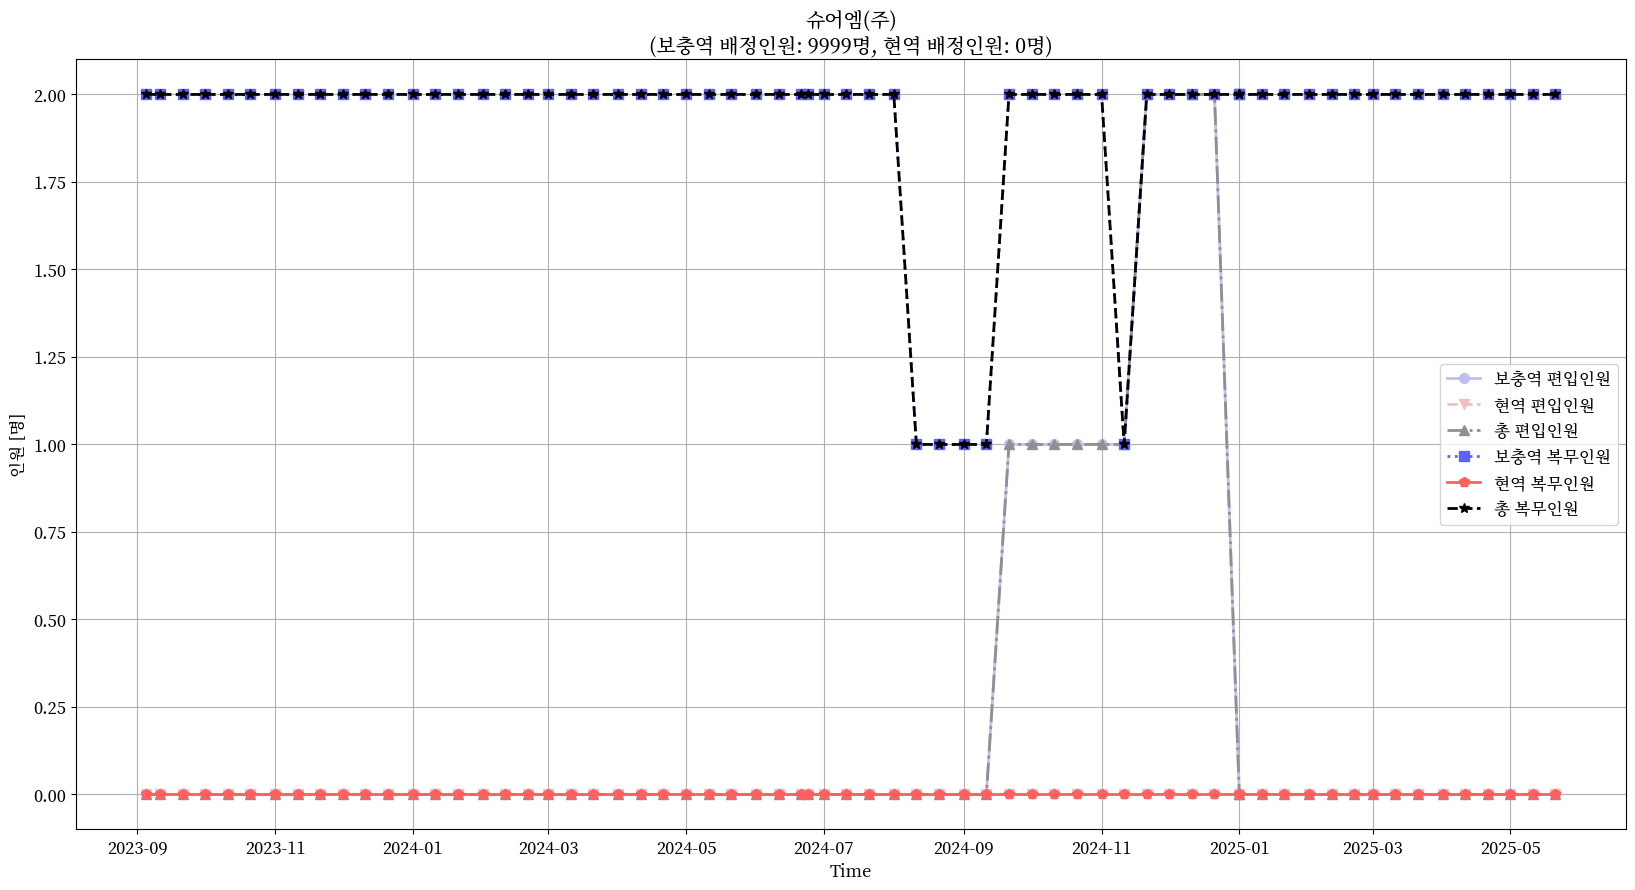 슈어엠(주)
(보충역 배정인원: 9999명, 현역 배정인원: 0명)
2.00
1.75
1.50
1.25
1.00
0.75
0.50
0.25
0.00
인원 [명]
보충역 편입인원
현역 편입인원
총 편입인원
보충역 복무인원
현역 복무인원
총 복무인원
2023-09 2023-11 2024-01 2024-03 2024-05 2024-07 2024-09 2024-11 2025-01 2025-03 2025-05
Time